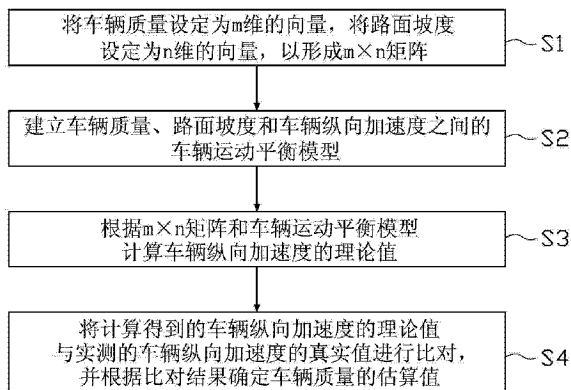 将车辆质量设定为m维的向量，将路面坡度
设定为n维的向量，以形成m×n矩阵
S1
建立车辆质量、路面坡度和车辆纵向加速度之间的
车辆运动平衡模型
S2
根据m×n矩阵和车辆运动平衡模型
计算车辆纵向加速度的理论值
S3
将计算得到的车辆纵向加速度的理论值
与实测的车辆纵向加速度的真实值进行比对，
并根据比对结果确定车辆质量的估算值
S4